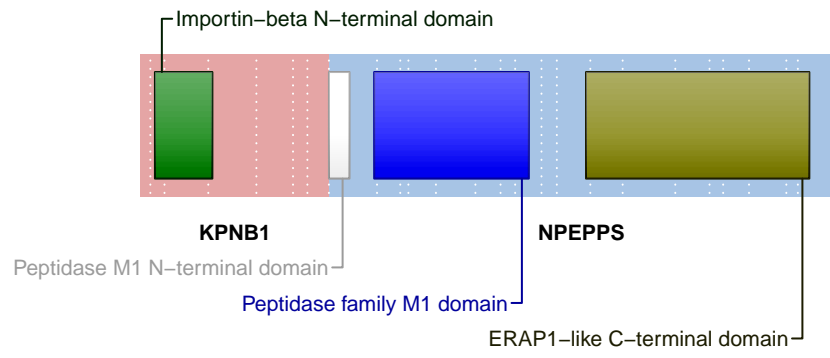 Importin−beta N−terminal domain
KPNB1
NPEPPS
Peptidase M1 N−terminal domain
Peptidase family M1 domain
ERAP1−like C−terminal domain